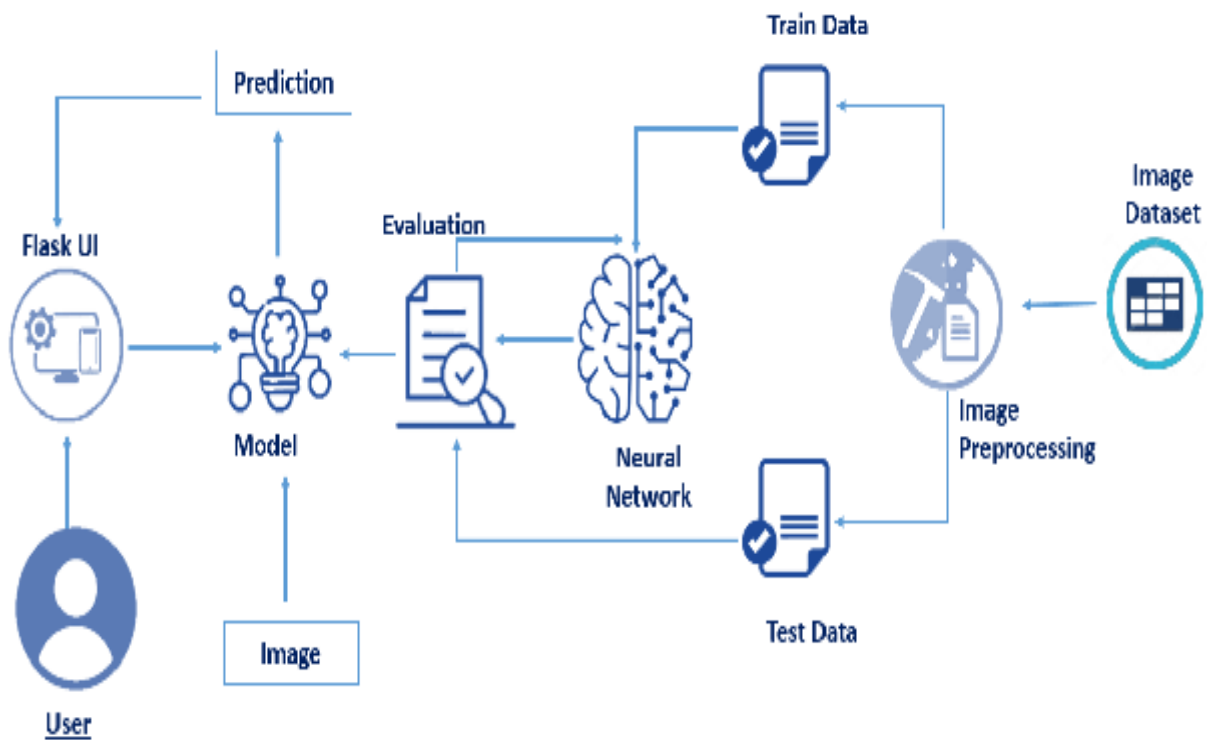 Train Data
Prediction
Image
Dataset
Evaluation
Flask UI
Image
Preprocessing
Model
Neural
Network
Test Data
Image
User